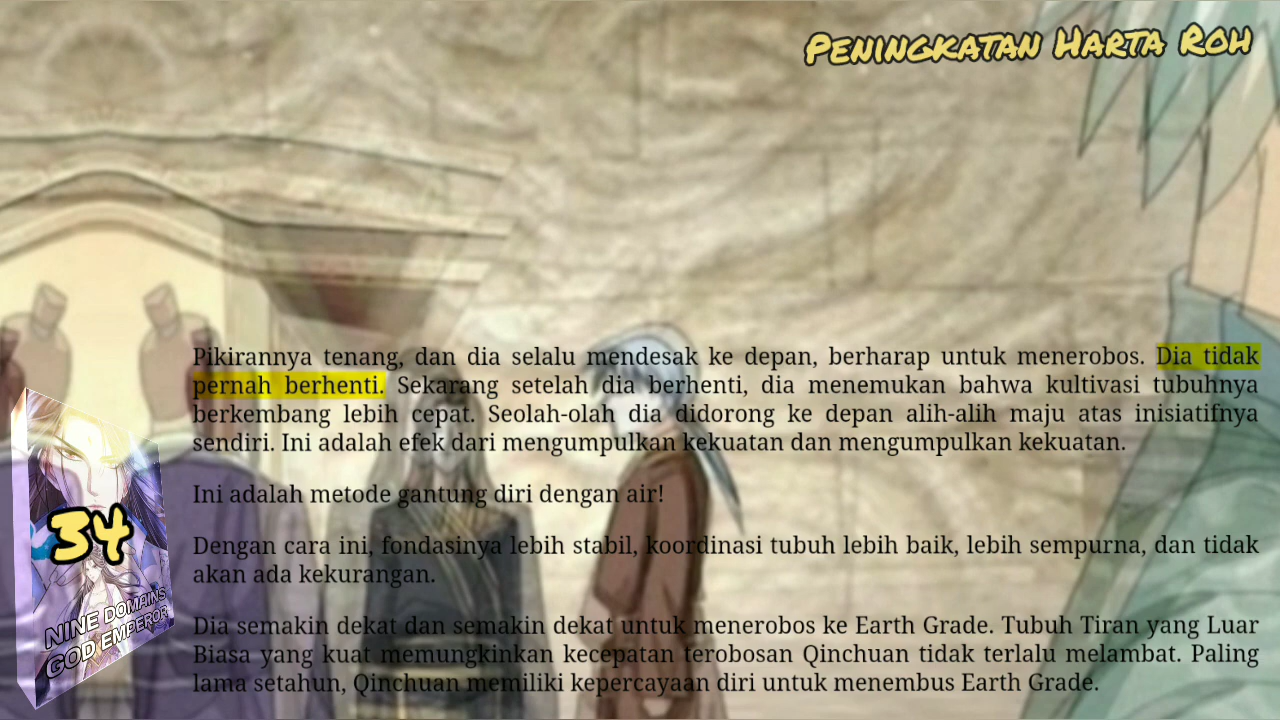 Peningkatan Harta Roh
Pikirannya tenang, dan dia selalu mendesak ke depan, berharap untuk menerobos. Dia tidak
pernah berhenti. Sekarang setelah dia berhenti, dia menemukan bahwa kultivasi tubuhnya
berkembang lebih cepat. Seolah-olah dia didorong ke depan alih-alih maju atas inisiatifnya
sendiri. Ini adalah efek dari mengumpulkan kekuatan dan mengumpulkan kekuatan.
Ini adalah metode gantung diri dengan air!
Dengan cara ini, fondasinya lebih stabil, koordinasi tubuh lebih baik, lebih sempurna, dan tidak
akan ada kekurangan.
Dia semakin dekat dan semakin dekat untuk menerobos ke Earth Grade. Tubuh Tiran yang Luar
Biasa yang kuat memungkinkan kecepatan terobosan Qinchuan tidak terlalu melambat. Paling
lama setahun, Qinchuan memiliki kepercayaan diri untuk menembus Earth Grade.
34
NINE DOMAINS
GOD EMPEROR